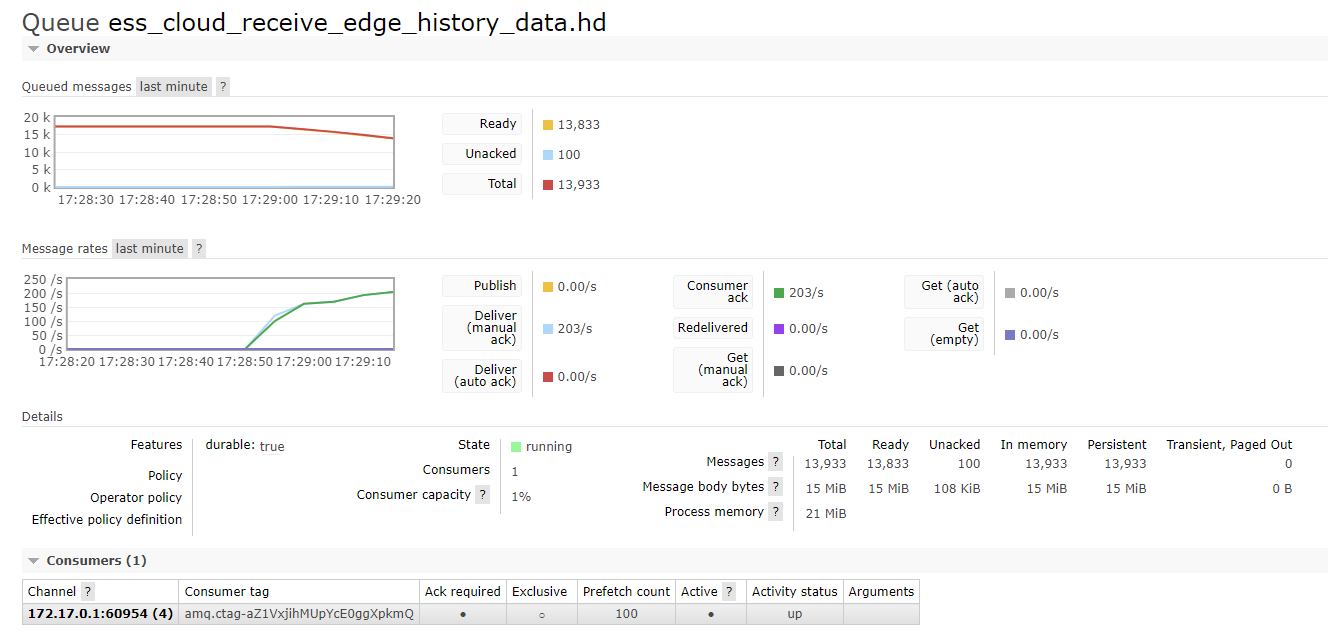 Queue ess_cloud_receive_edge_history_data.hd
Overview
Queued messages last minute ?
20 k
15 k
10 k
5 k
0 k
17:28:30 17:28:40 17:28:50 17:29:00 17:29:10 17:29:20
Ready 13,833
Unacked 100
Total 13,933
Message rates last minute ?
250 /s
200 /s
150 /s
100 /s
50 /s
0 /s
17:28:20 17:28:30 17:28:40 17:28:50 17:29:00 17:29:10
Publish 0.00/s
Deliver
(manual
ack)
203/s
Deliver
(auto ack)
0.00/s
Consumer
ack
203/s
Redelivered 0.00/s
Get
(manual
ack)
0.00/s
Get (auto
ack)
0.00/s
Get
(empty)
0.00/s
Details
Features durable: true
Policy
Operator policy
Effective policy definition
State running
Consumers 1
Consumer capacity ? 1%
Total Ready Unacked In memory Persistent Transient, Paged Out
Messages ? 13,933 13,833 100 13,933 13,933 0
Message body bytes ? 15 MiB 15 MiB 108 KiB 15 MiB 15 MiB 0 B
Process memory ? 21 MiB
Consumers (1)
Channel ? Consumer tag Ack required Exclusive Prefetch count Active ? Activity status Arguments
172.17.0.1:60954 (4) amq.ctag-aZ1VxjihMUpYcE0ggXpkmQ ● ○ 100 ● up